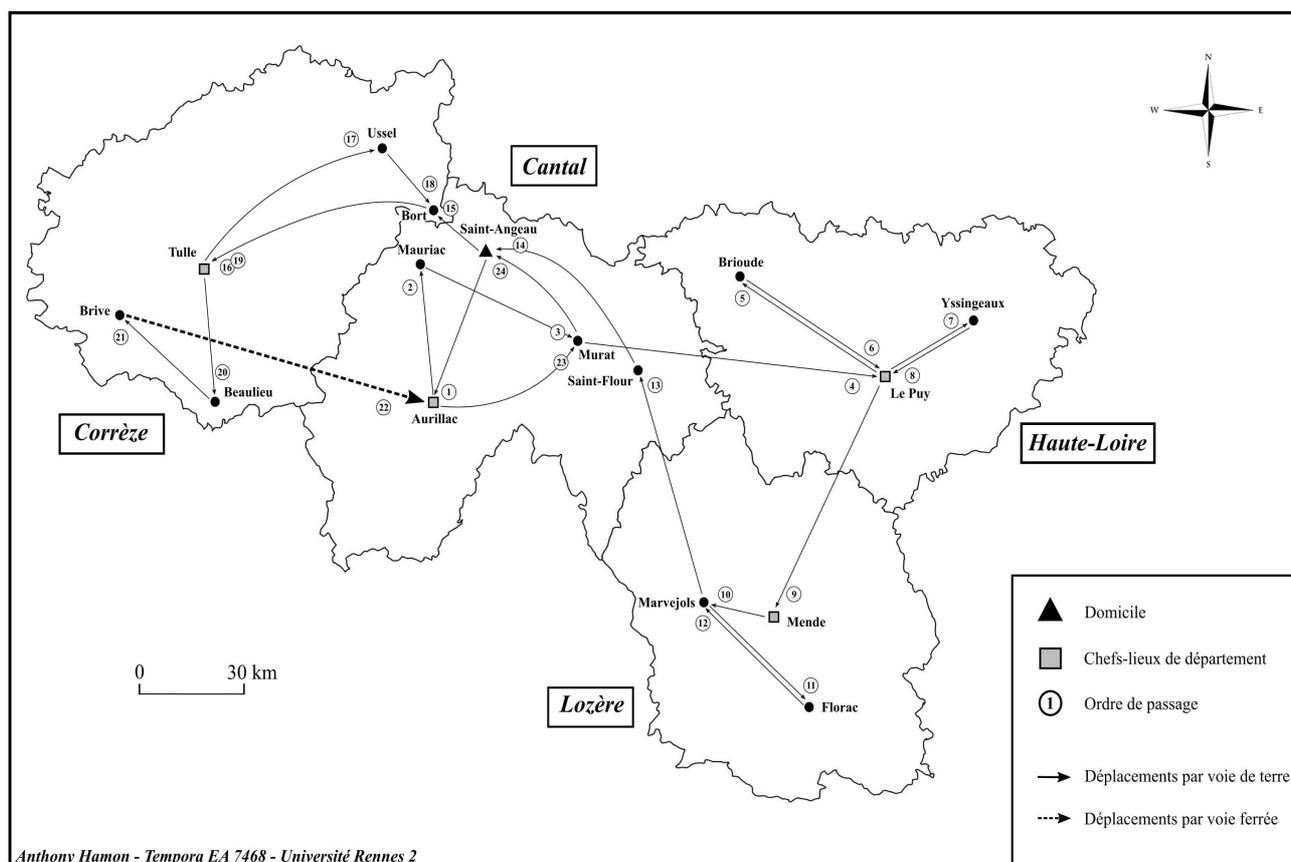 N
W
E
S
Ussel
17
Cantal
18
Bort
15
Saint-Angeau
14
Tulle
16
19
Mauriac
24
2
Brioude
5
Yssingeaux
7
Brive
21
3
Murat
23
6
8
4
Le Puy
Saint-Flour
13
20
Beaulieu
22
1
Aurillac
Corrèze
Haute-Loire
Marvejols
10
12
9
Mende
11
Florac
Lozère
0
30 km
Domicile
Chefs-lieux de département
1
Ordre de passage
Déplacements par voie de terre
Déplacements par voie ferrée
Anthony Hamon - Tempora EA 7468 - Université Rennes 2